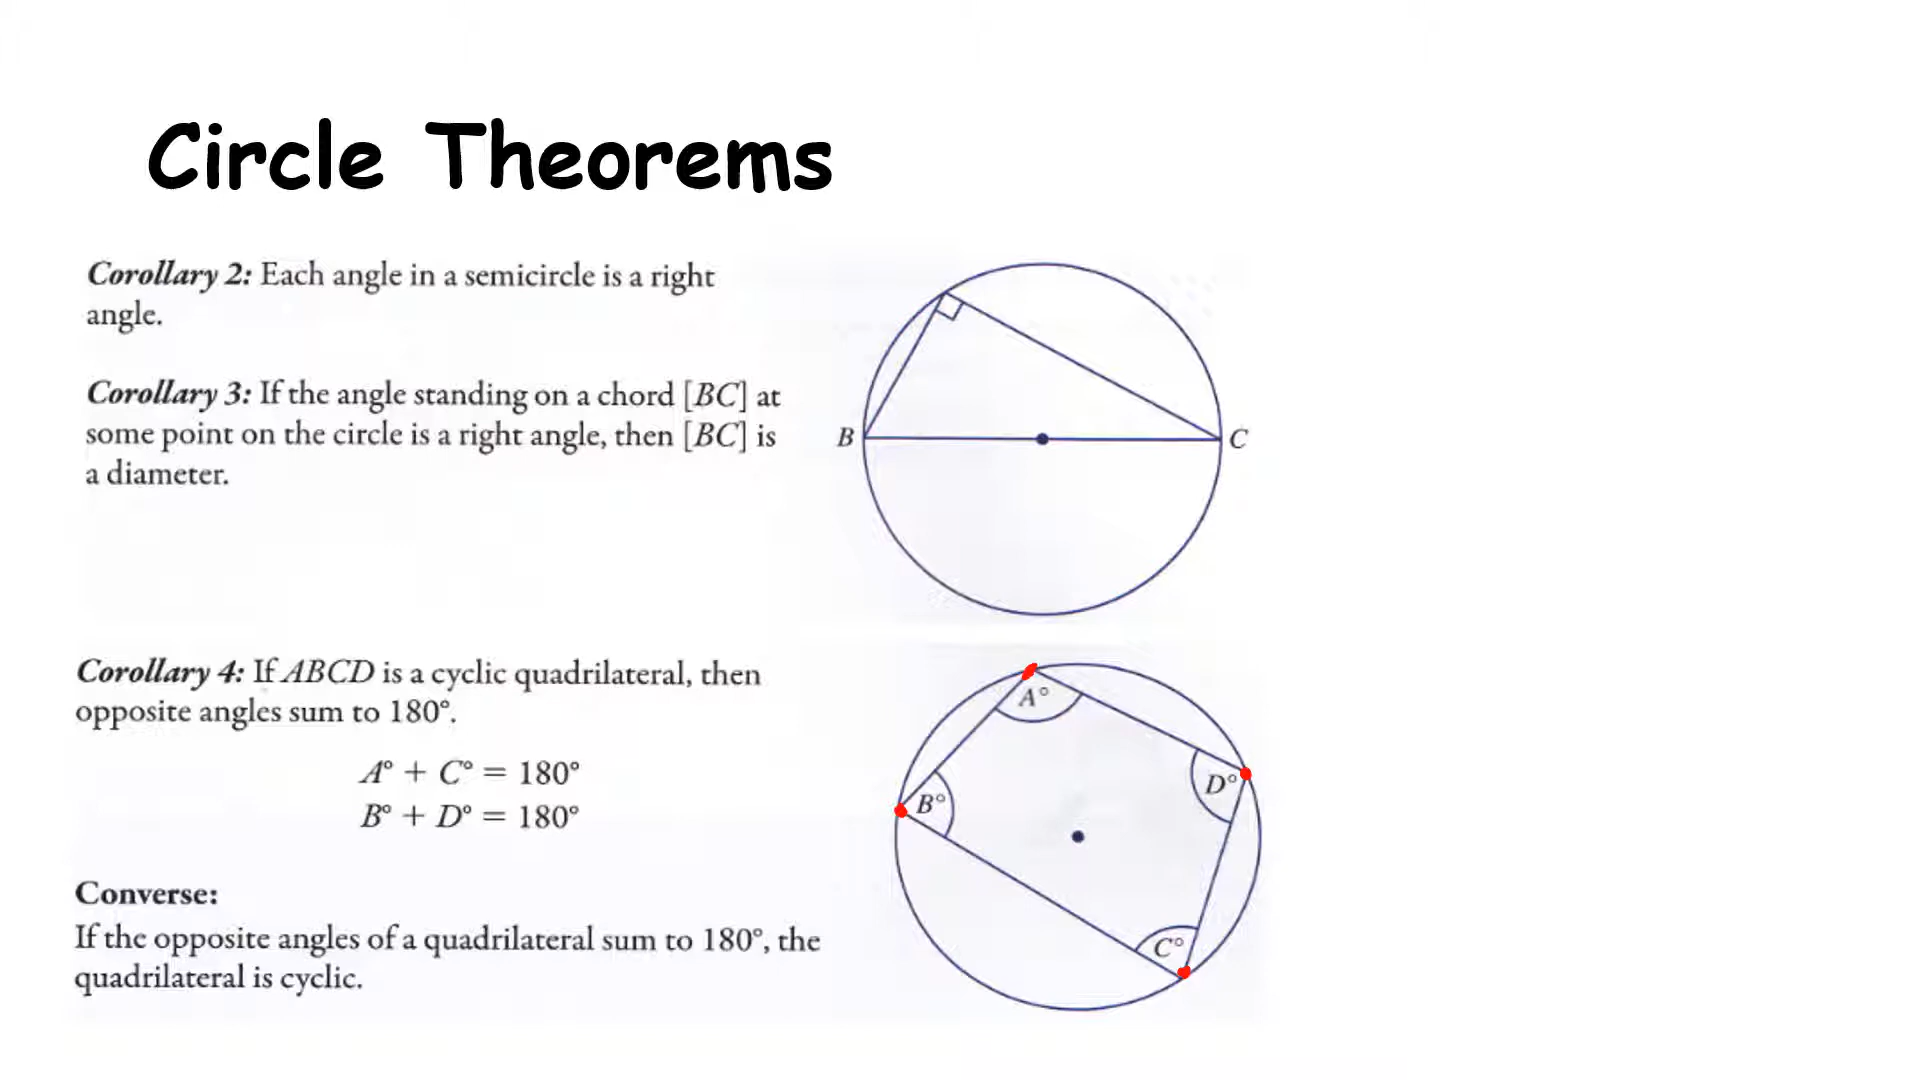 Circle Theorems
Corollary 2: Each angle in a semicircle is a right
angle.
Corollary 3: If the angle standing on a chord [BC] at
some point on the circle is a right angle, then [BC] is
a diameter.
B
C
Corollary 4: If ABCD is a cyclic quadrilateral, then
opposite angles sum to 180°.
A° + C° = 180°
B° + D° = 180°
Converse:
If the opposite angles of a quadrilateral sum to 180°, the
quadrilateral is cyclic.
A°
D°
B°
C°